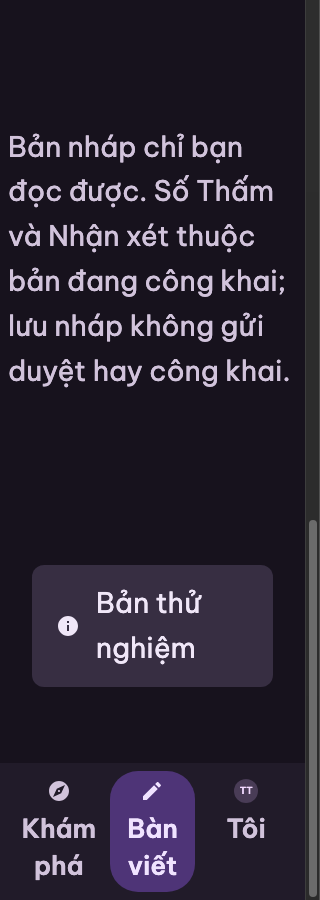 Bản nháp chỉ bạn
đọc được. Số Thấm
và Nhận xét thuộc
bản đang công khai;
lưu nháp không gửi
duyệt hay công khai.
Bản thử
nghiệm
Khám
phá
Bàn
viết
TT
Tôi